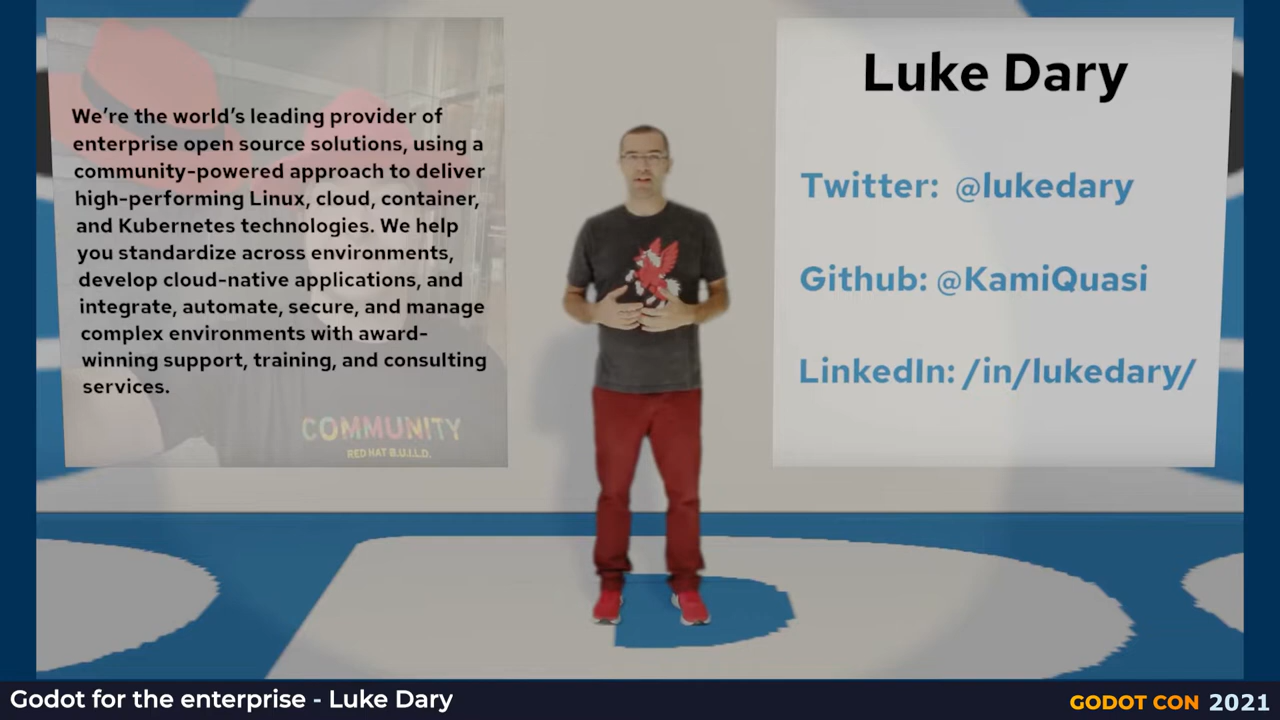 We're the world's leading provider of
enterprise open source solutions, using a
community-powered approach to deliver
high-performing Linux, cloud, container,
and Kubernetes technologies. We help
you standardize across environments,
develop cloud-native applications, and
integrate, automate, secure, and manage
complex environments with award-
winning support, training, and consulting
services.
COMMUNITY
RED HAT B.U.I.L.D.
Luke Dary
Twitter: @lukedary
Github: @KamiQuasi
LinkedIn: /in/lukedary/
Godot for the enterprise - Luke Dary
GODOT CON 2021